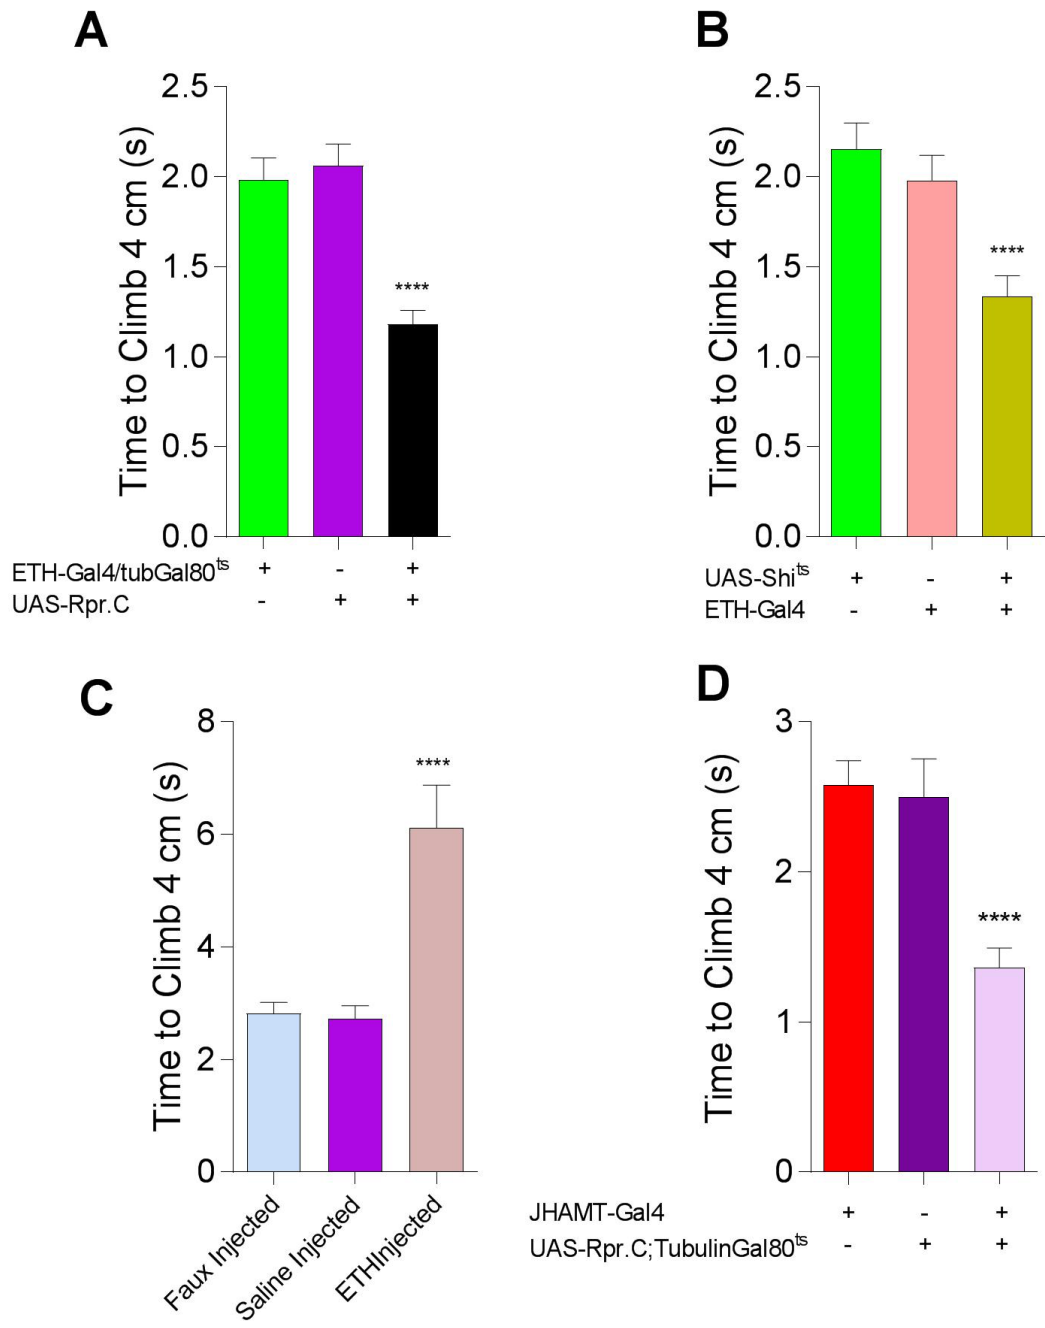 A
Time to Climb 4 cm (s)
2.5
2.0
1.5
1.0
0.5
0.0
****
ETH-Gal4/tubGal80ts + - +
UAS-Rpr.C - + +
B
Time to Climb 4 cm (s)
2.5
2.0
1.5
1.0
0.5
0.0
****
UAS-Shits + - +
ETH-Gal4 - + +
C
Time to Climb 4 cm (s)
8
6
4
2
0
****
Faux Injected
Saline Injected
ETHInjected
D
Time to Climb 4 cm (s)
3
2
1
0
****
JHAMT-Gal4 + - +
UAS-Rpr.C;TubulinGal80ts - + +